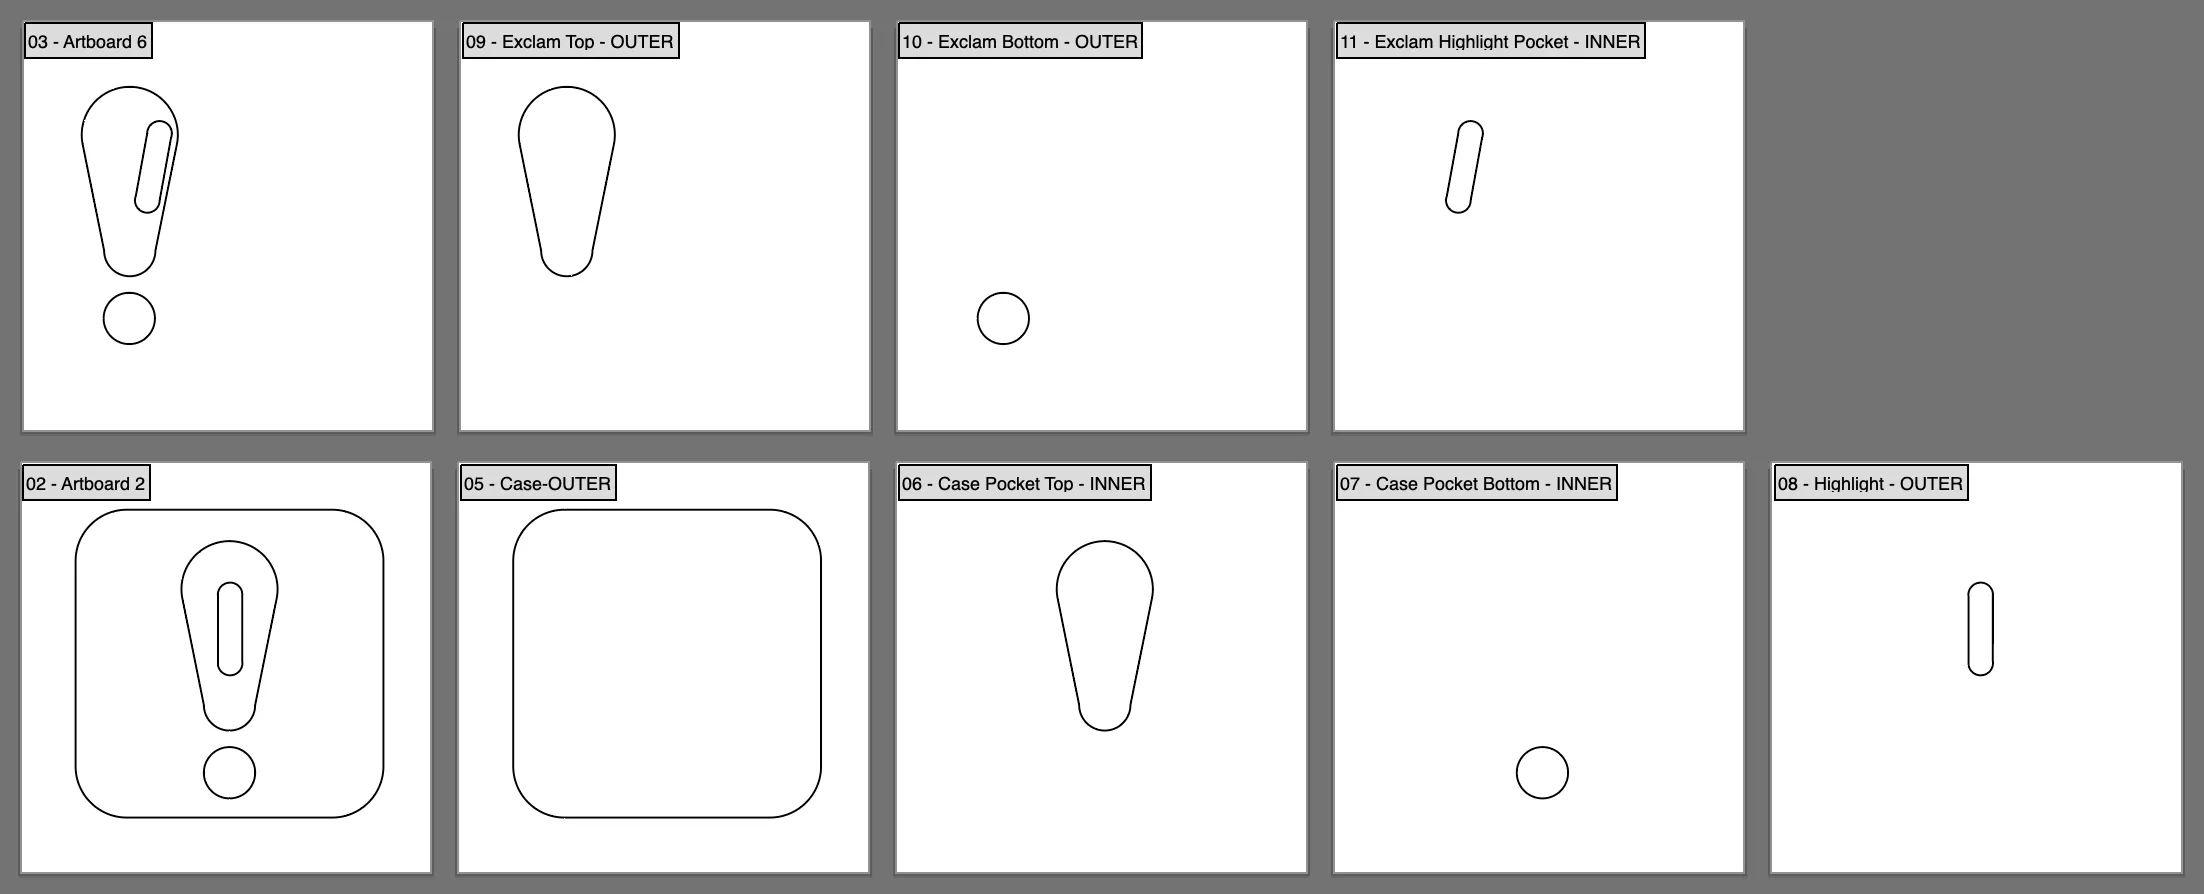 03 - Artboard 6
09 - Exclam Top - OUTER
10 - Exclam Bottom - OUTER
11 - Exclam Highlight Pocket - INNER
02 - Artboard 2
05 - Case-OUTER
06 - Case Pocket Top - INNER
07 - Case Pocket Bottom - INNER
08 - Highlight - OUTER